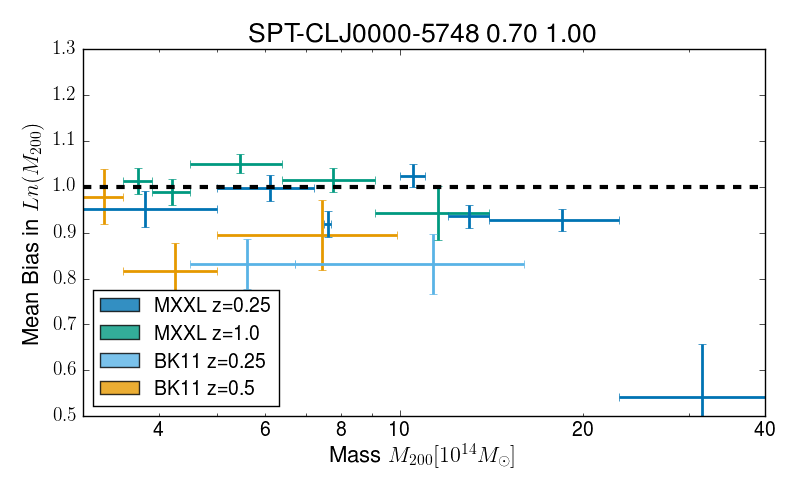 SPT-CLJ0000-5748 0.70 1.00
1.3
1.2
1.1
1.0
0.9
0.8
0.7
0.6
0.5
Mean Bias in Ln(M₂₀₀)
MXXL z=0.25
MXXL z=1.0
BK11 z=0.25
BK11 z=0.5
4 6 8 10 20 40
Mass M₂₀₀[10¹⁴M☉]